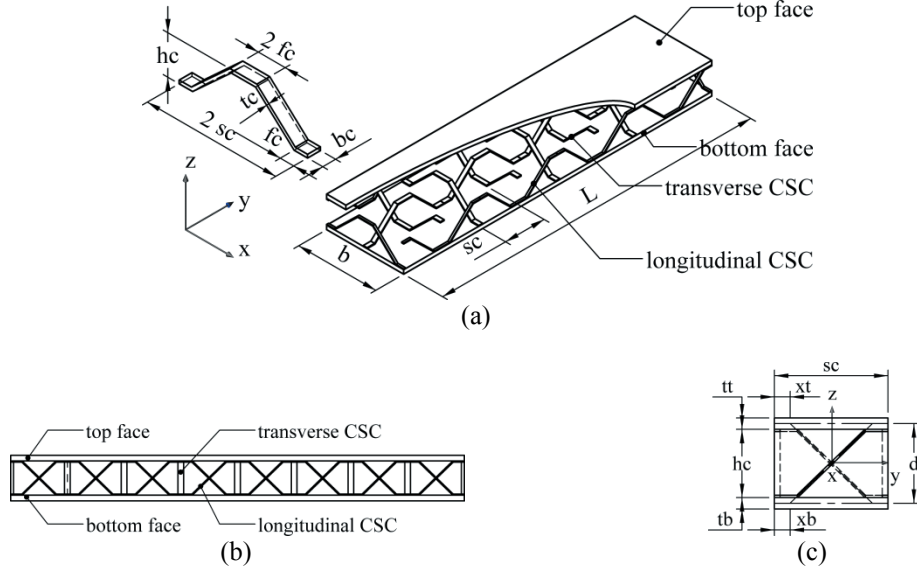 2 fc
hc
tc
2 sc
fc
bc
z
y
x
top face
bottom face
transverse CSC
L
sc
b
longitudinal CSC
(a)
top face
transverse CSC
bottom face
longitudinal CSC
(b)
sc
tt
xt
z
hc
d
x
y
tb
xb
(c)